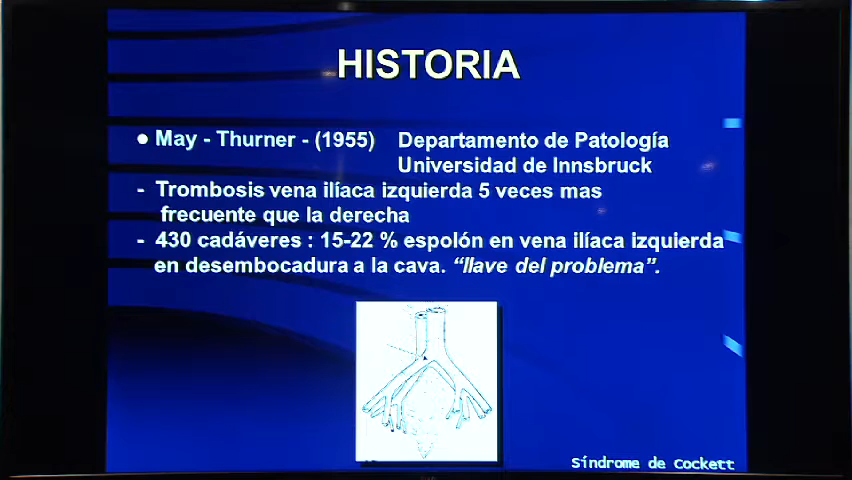 HISTORIA
● May - Thurner - (1955) Departamento de Patología
Universidad de Innsbruck
- Trombosis vena ilíaca izquierda 5 veces mas
frecuente que la derecha
- 430 cadáveres : 15-22 % espolón en vena ilíaca izquierda
en desembocadura a la cava. “llave del problema”.
Síndrome de Cockett